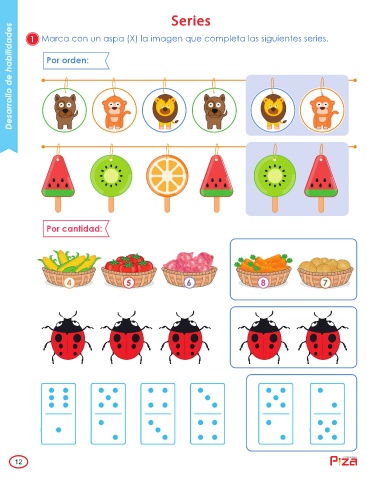 Series
Desarrollo de habilidades
1 Marca con un aspa (X) la imagen que completa las siguientes series.
Por orden:
Por cantidad:
4 5 6 8 7
12
PIZA